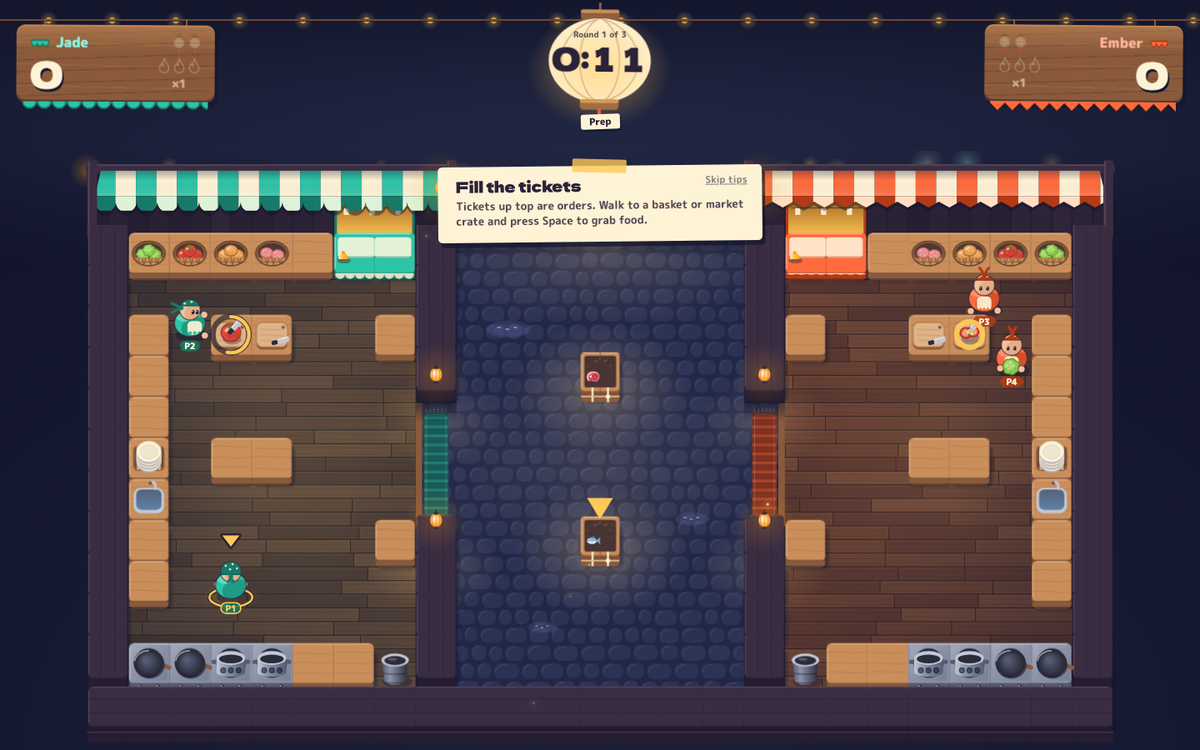 Jade
0
x1
Round 1 of 3
0:11
Prep
Ember
x1
0
Fill the tickets
Skip tips
Tickets up top are orders. Walk to a basket or market
crate and press Space to grab food.
P2
P3
P4
P1